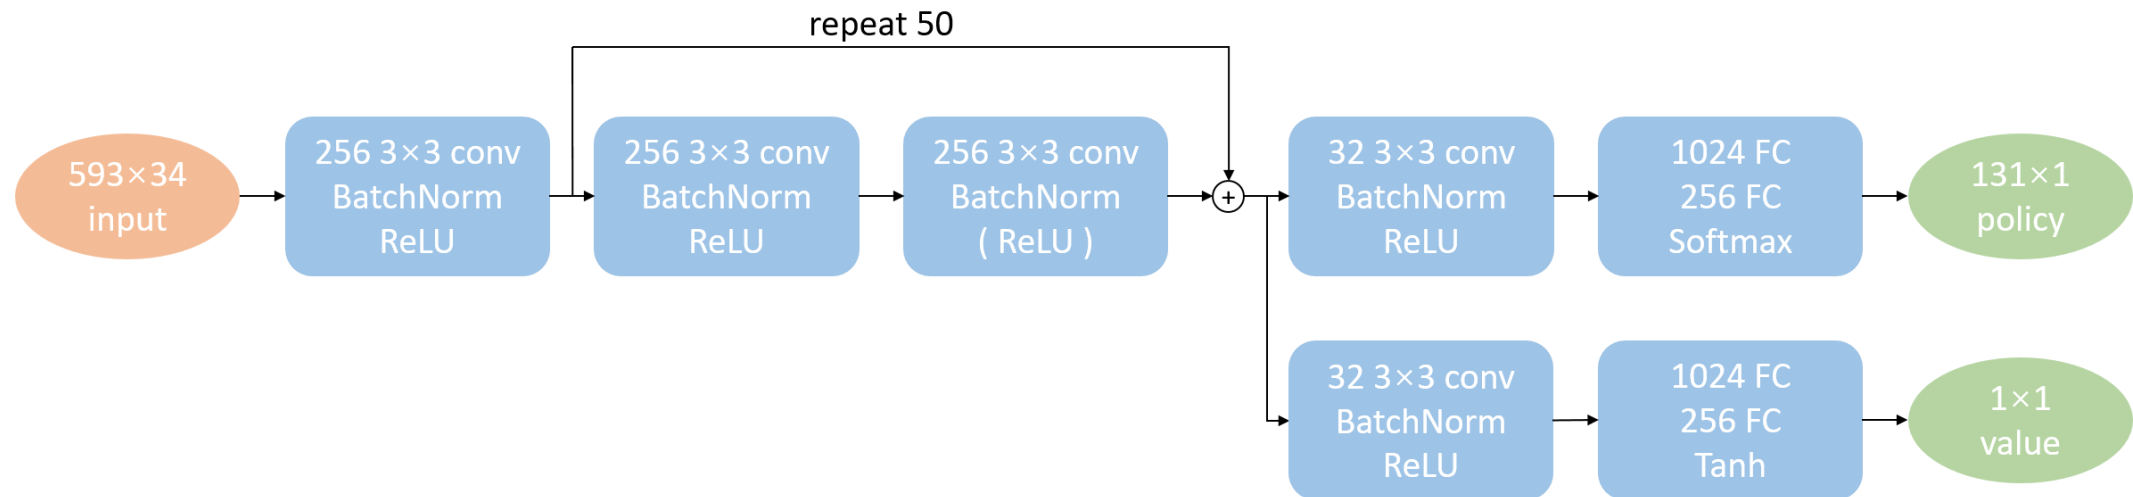 repeat 50
593×34
input
256 3×3 conv
BatchNorm
ReLU
256 3×3 conv
BatchNorm
ReLU
256 3×3 conv
BatchNorm
( ReLU )
+
32 3×3 conv
BatchNorm
ReLU
1024 FC
256 FC
Softmax
131×1
policy
32 3×3 conv
BatchNorm
ReLU
1024 FC
256 FC
Tanh
1×1
value